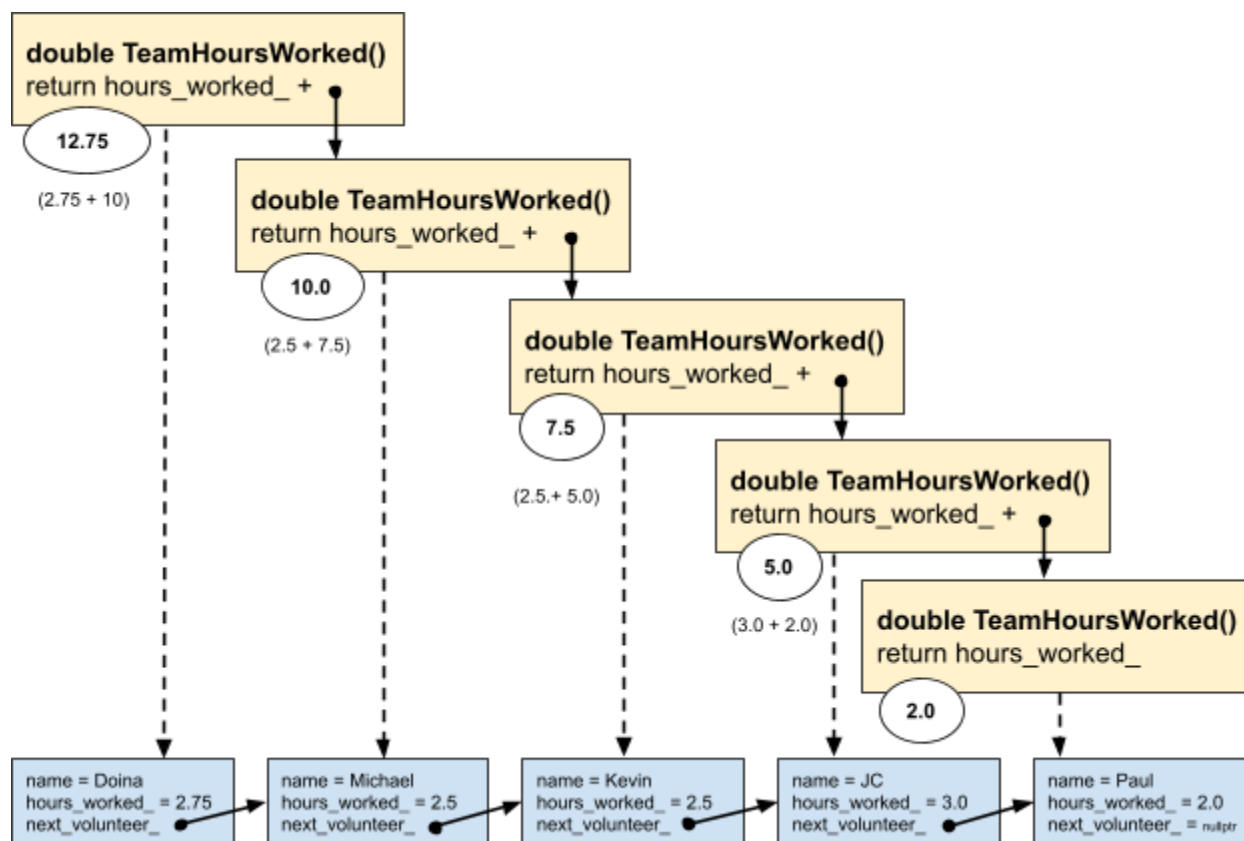 double TeamHoursWorked()
return hours_worked_ +
12.75
(2.75 + 10)
double TeamHoursWorked()
return hours_worked_ +
10.0
(2.5 + 7.5)
double TeamHoursWorked()
return hours_worked_ +
7.5
(2.5.+ 5.0)
double TeamHoursWorked()
return hours_worked_ +
5.0
(3.0 + 2.0)
double TeamHoursWorked()
return hours_worked_
2.0
name = Doina
hours_worked_ = 2.75
next_volunteer_
name = Michael
hours_worked_ = 2.5
next_volunteer_
name = Kevin
hours_worked_ = 2.5
next_volunteer_
name = JC
hours_worked_ = 3.0
next_volunteer_
name = Paul
hours_worked_ = 2.0
next_volunteer_ = nullptr